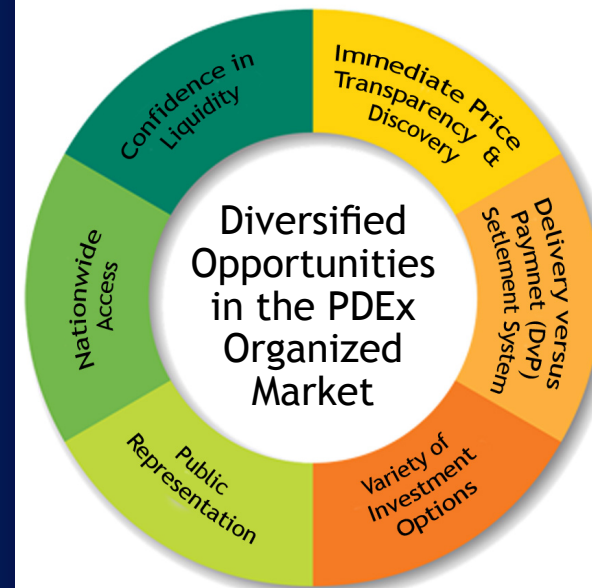 Diversified
Opportunities
in the PDEx
Organized
Market
Immediate Price
Transparency &
Discovery
Delivery versus
Paymnet (DvP)
Setlement System
Variety of
Investment
Options
Public
Representation
Nationwide
Access
Confidence in
Liquidity